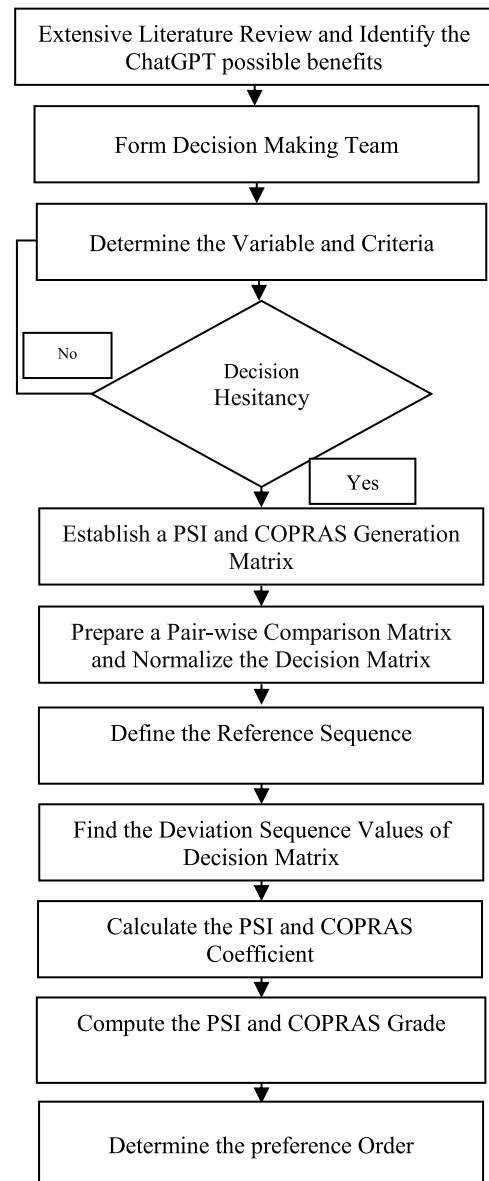 Extensive Literature Review and Identify the
ChatGPT possible benefits
Form Decision Making Team
Determine the Variable and Criteria
No
Decision
Hesitancy
Yes
Establish a PSI and COPRAS Generation
Matrix
Prepare a Pair-wise Comparison Matrix
and Normalize the Decision Matrix
Define the Reference Sequence
Find the Deviation Sequence Values of
Decision Matrix
Calculate the PSI and COPRAS
Coefficient
Compute the PSI and COPRAS Grade
Determine the preference Order